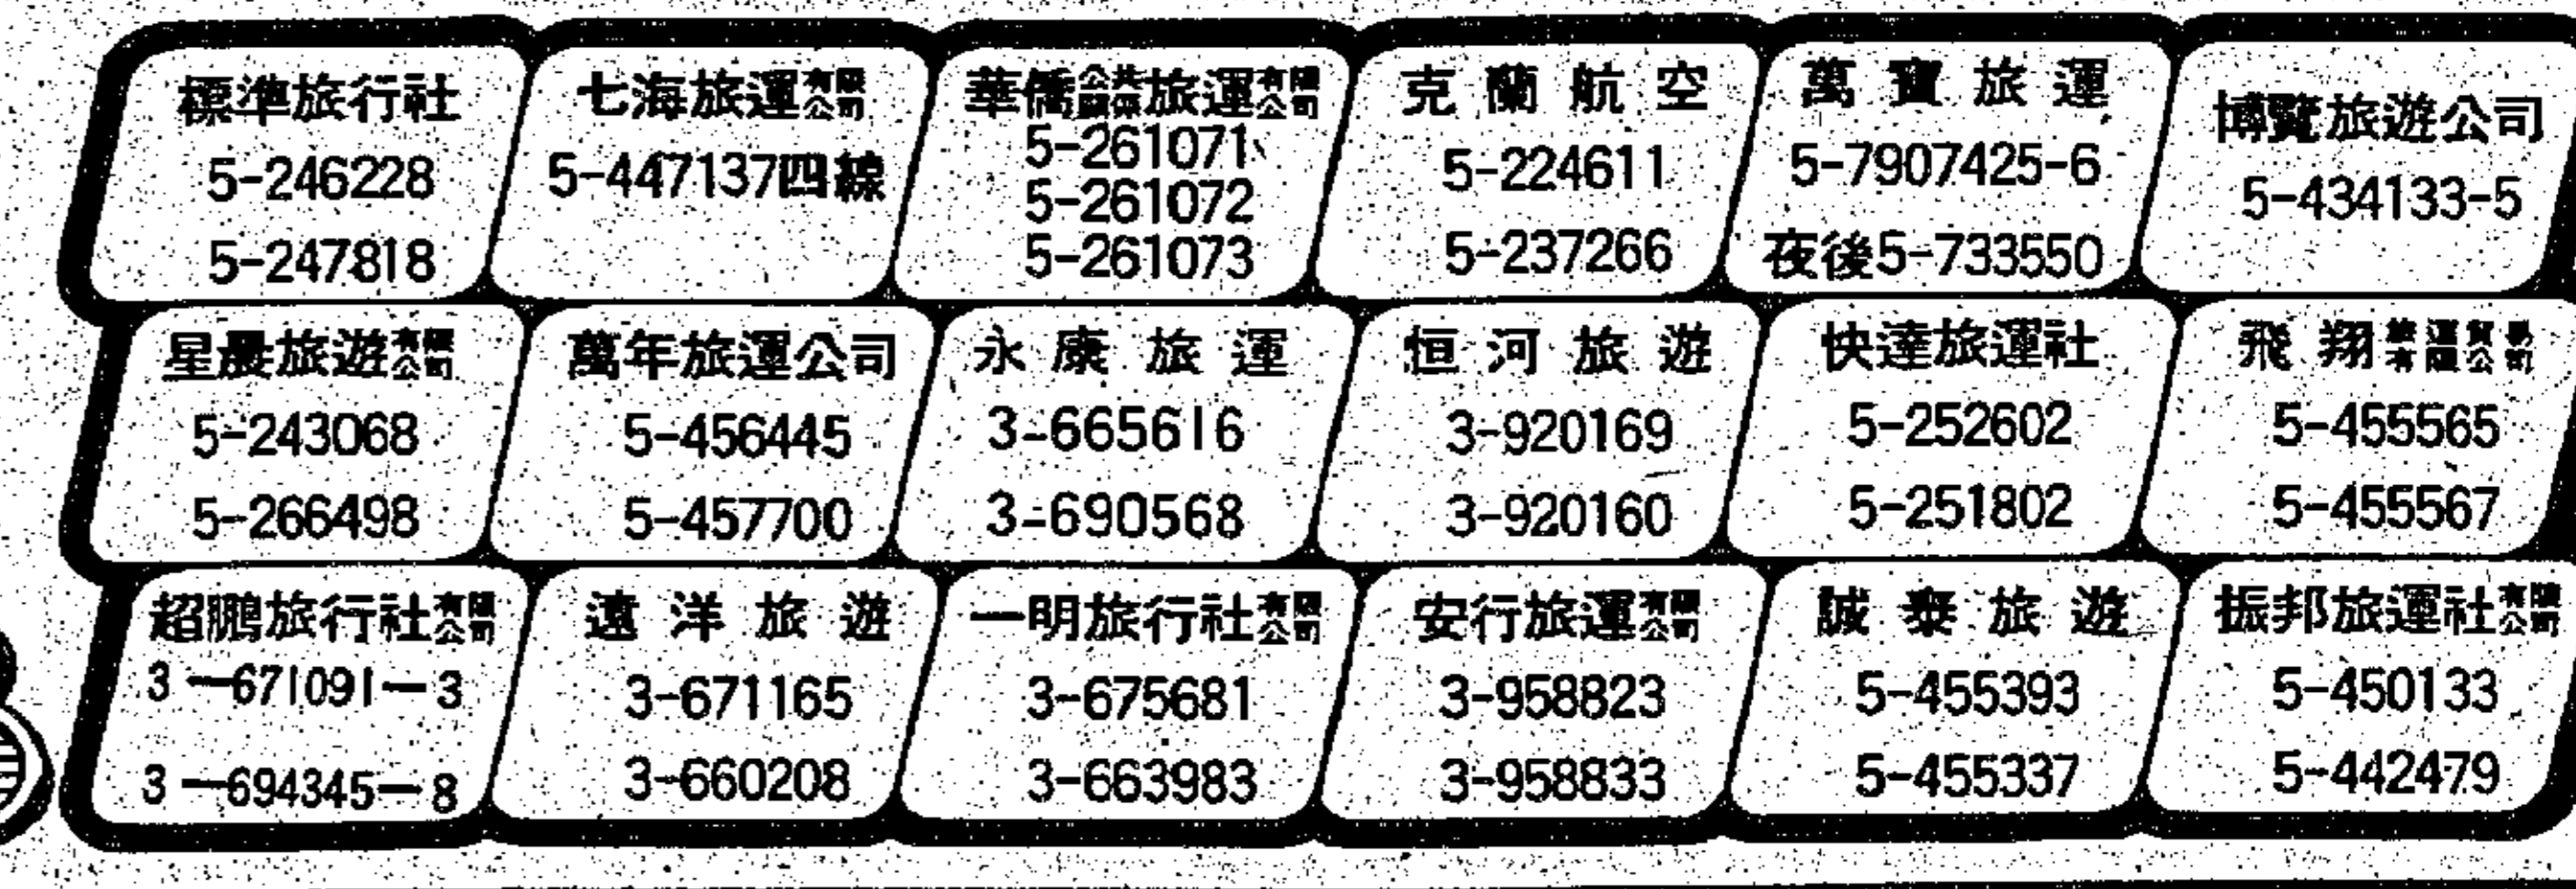 標準旅行社
5-246228
5-247818
七海旅運有限公司
5-447137四線
華僑公共關係旅運有限公司
5-261071
5-261072
5-261073
克蘭航空
5-224611
5-237266
萬寶旅運
5-7907425-6
夜後5-733550
博覽旅遊公司
5-434133-5
星晨旅遊有限公司
5-243068
5-266498
萬年旅運公司
5-456445
5-457700
永康旅運
3-665616
3-690568
恒河旅遊
3-920169
3-920160
快達旅運社
5-252602
5-251802
飛翔旅運貿易有限公司
5-455565
5-455567
超鵬旅行社有限公司
3-671091-3
3-694345-8
遠洋旅遊
3-671165
3-660208
一明旅行社有限公司
3-675681
3-663983
安行旅運有限公司
3-958823
3-958833
誠泰旅遊
5-455393
5-455337
振邦旅運社有限公司
5-450133
5-442479